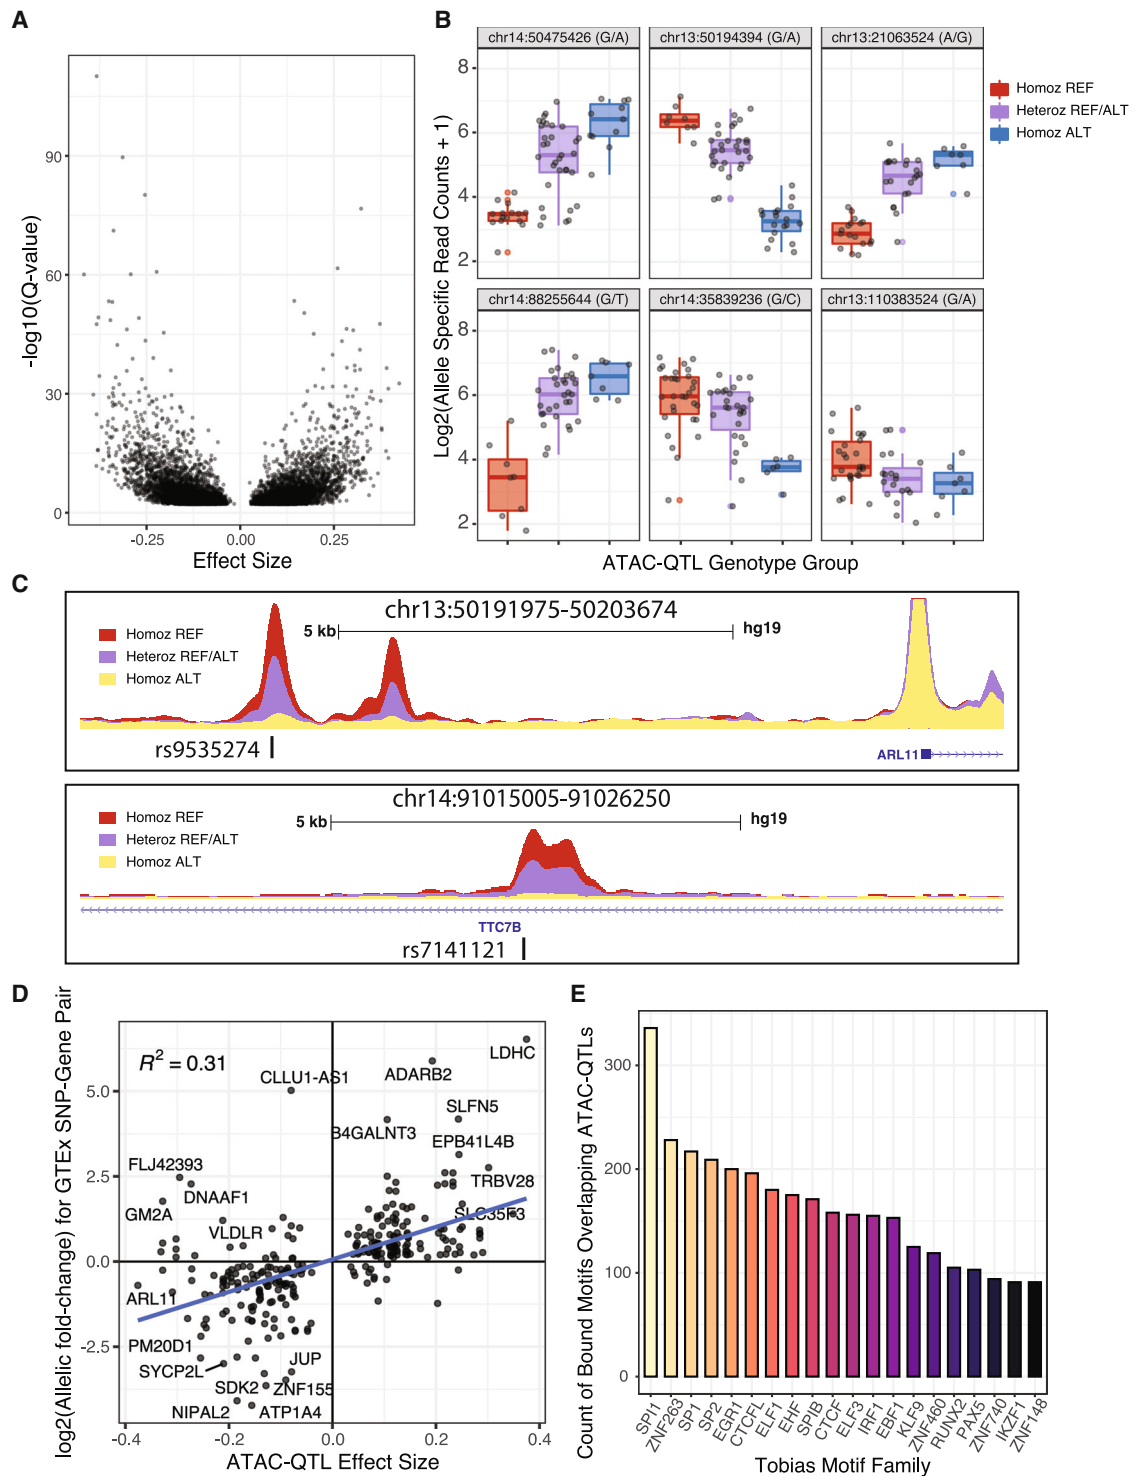 A
-log10(Q-value)
90
60
30
0
-0.25
0.00
0.25
Effect Size
B
Log2(Allele Specific Read Counts + 1)
chr14:50475426 (G/A)
chr13:50194394 (G/A)
chr13:21063524 (A/G)
8
6
4
2
chr14:88255644 (G/T)
chr14:35839236 (G/C)
chr13:110383524 (G/A)
8
6
4
2
ATAC-QTL Genotype Group
Homoz REF
Heteroz REF/ALT
Homoz ALT
C
chr13:50191975-50203674
5 kb
hg19
Homoz REF
Heteroz REF/ALT
Homoz ALT
rs9535274
ARL11
chr14:91015005-91026250
5 kb
hg19
Homoz REF
Heteroz REF/ALT
Homoz ALT
TTC7B
rs7141121
D
log2(Allelic fold-change) for GTEx SNP-Gene Pair
R² = 0.31
5.0
2.5
0.0
-2.5
LDHC
ADARB2
CLLU1-AS1
SLFN5
B4GALNT3
EPB41L4B
FLJ42393
TRBV28
DNAAF1
GM2A
SLC35F3
VLDLR
ARL11
PM20D1
SYCP2L
JUP
SDK2
ZNF155
NIPAL2
ATP1A4
-0.4
-0.2
0.0
0.2
0.4
ATAC-QTL Effect Size
E
Count of Bound Motifs Overlapping ATAC-QTLs
300
200
100
0
SPI1
ZNF263
SP1
SP2
EGR1
CTCFL
ELF1
EHF
SPIB
CTCF
ELF3
IRF1
EBF1
KLF9
ZNF460
RUNX2
PAX5
ZNF740
IKZF1
ZNF148
Tobias Motif Family